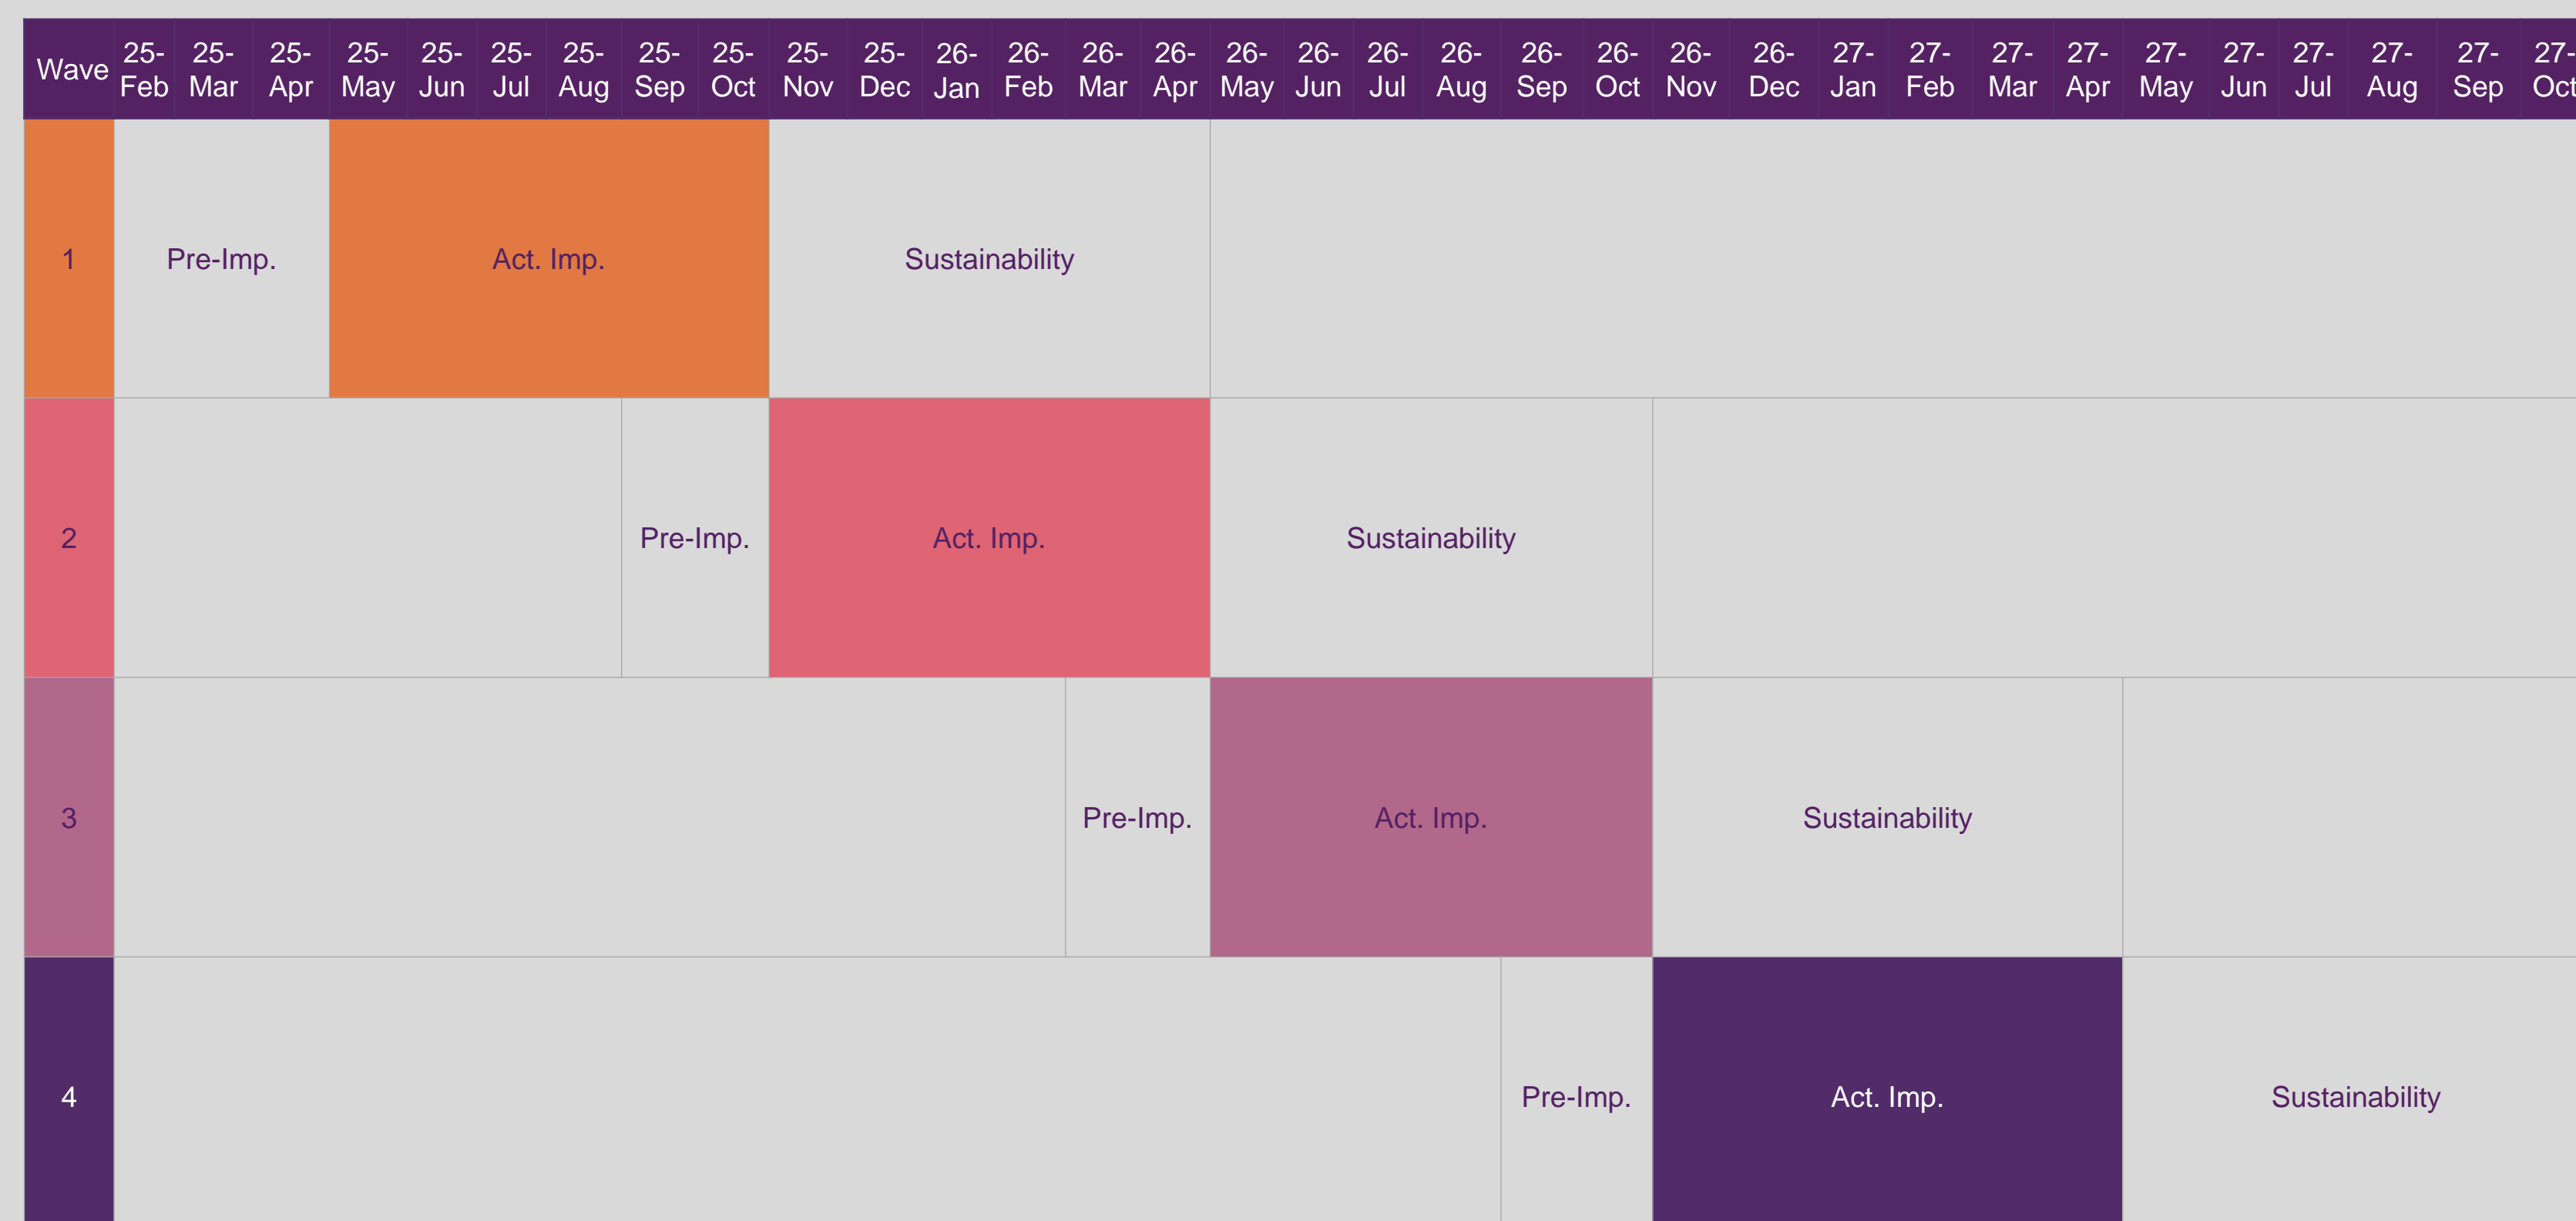 Wave 25-Feb 25-Mar 25-Apr 25-May 25-Jun 25-Jul 25-Aug 25-Sep 25-Oct 25-Nov 25-Dec 26-Jan 26-Feb 26-Mar 26-Apr 26-May 26-Jun 26-Jul 26-Aug 26-Sep 26-Oct 26-Nov 26-Dec 27-Jan 27-Feb 27-Mar 27-Apr 27-May 27-Jun 27-Jul 27-Aug 27-Sep 27-Oct
1 Pre-Imp. Act. Imp. Sustainability
2 Pre-Imp. Act. Imp. Sustainability
3 Pre-Imp. Act. Imp. Sustainability
4 Pre-Imp. Act. Imp. Sustainability